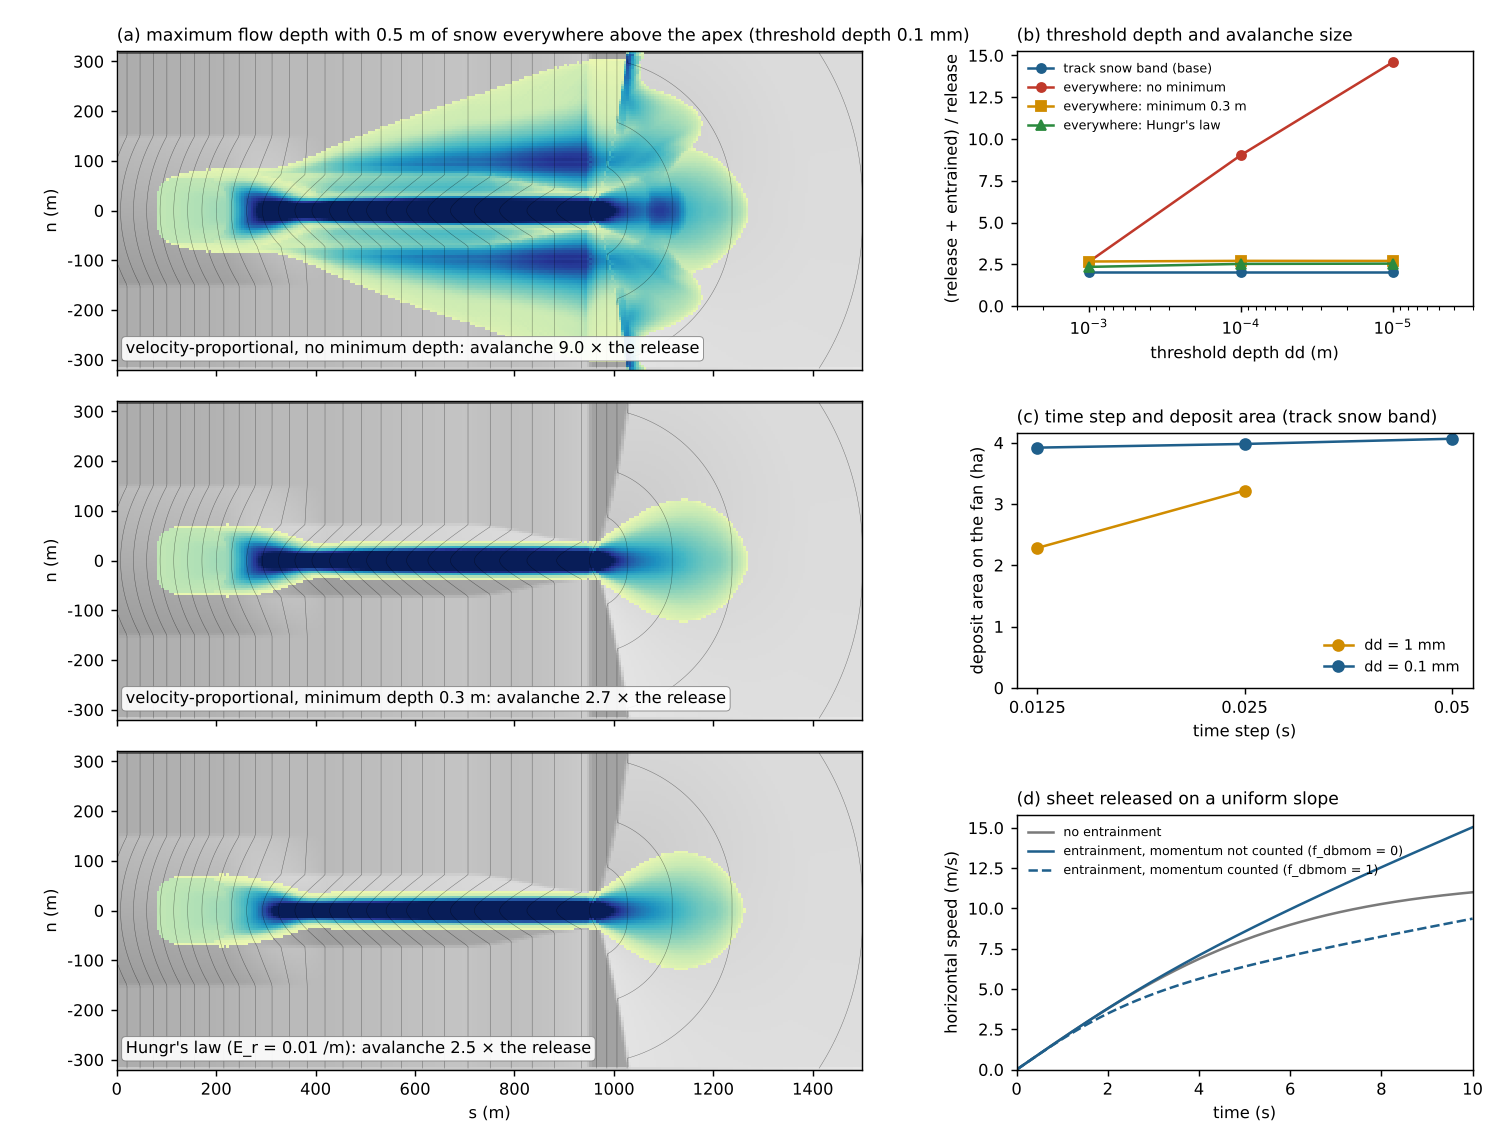 (a) maximum flow depth with 0.5 m of snow everywhere above the apex (threshold depth 0.1 mm)
300
200
100
0
-100
-200
-300
n (m)
velocity-proportional, no minimum depth: avalanche 9.0 × the release
300
200
100
0
-100
-200
-300
n (m)
velocity-proportional, minimum depth 0.3 m: avalanche 2.7 × the release
300
200
100
0
-100
-200
-300
n (m)
Hungr's law (E_r = 0.01 /m): avalanche 2.5 × the release
0 200 400 600 800 1000 1200 1400
s (m)
(b) threshold depth and avalanche size
15.0
12.5
10.0
7.5
5.0
2.5
0.0
(release + entrained) / release
track snow band (base)
everywhere: no minimum
everywhere: minimum 0.3 m
everywhere: Hungr's law
10⁻³ 10⁻⁴ 10⁻⁵
threshold depth dd (m)
(c) time step and deposit area (track snow band)
4
3
2
1
0
deposit area on the fan (ha)
dd = 1 mm
dd = 0.1 mm
0.0125 0.025 0.05
time step (s)
(d) sheet released on a uniform slope
15.0
12.5
10.0
7.5
5.0
2.5
0.0
horizontal speed (m/s)
no entrainment
entrainment, momentum not counted (f_dbmom = 0)
entrainment, momentum counted (f_dbmom = 1)
0 2 4 6 8 10
time (s)